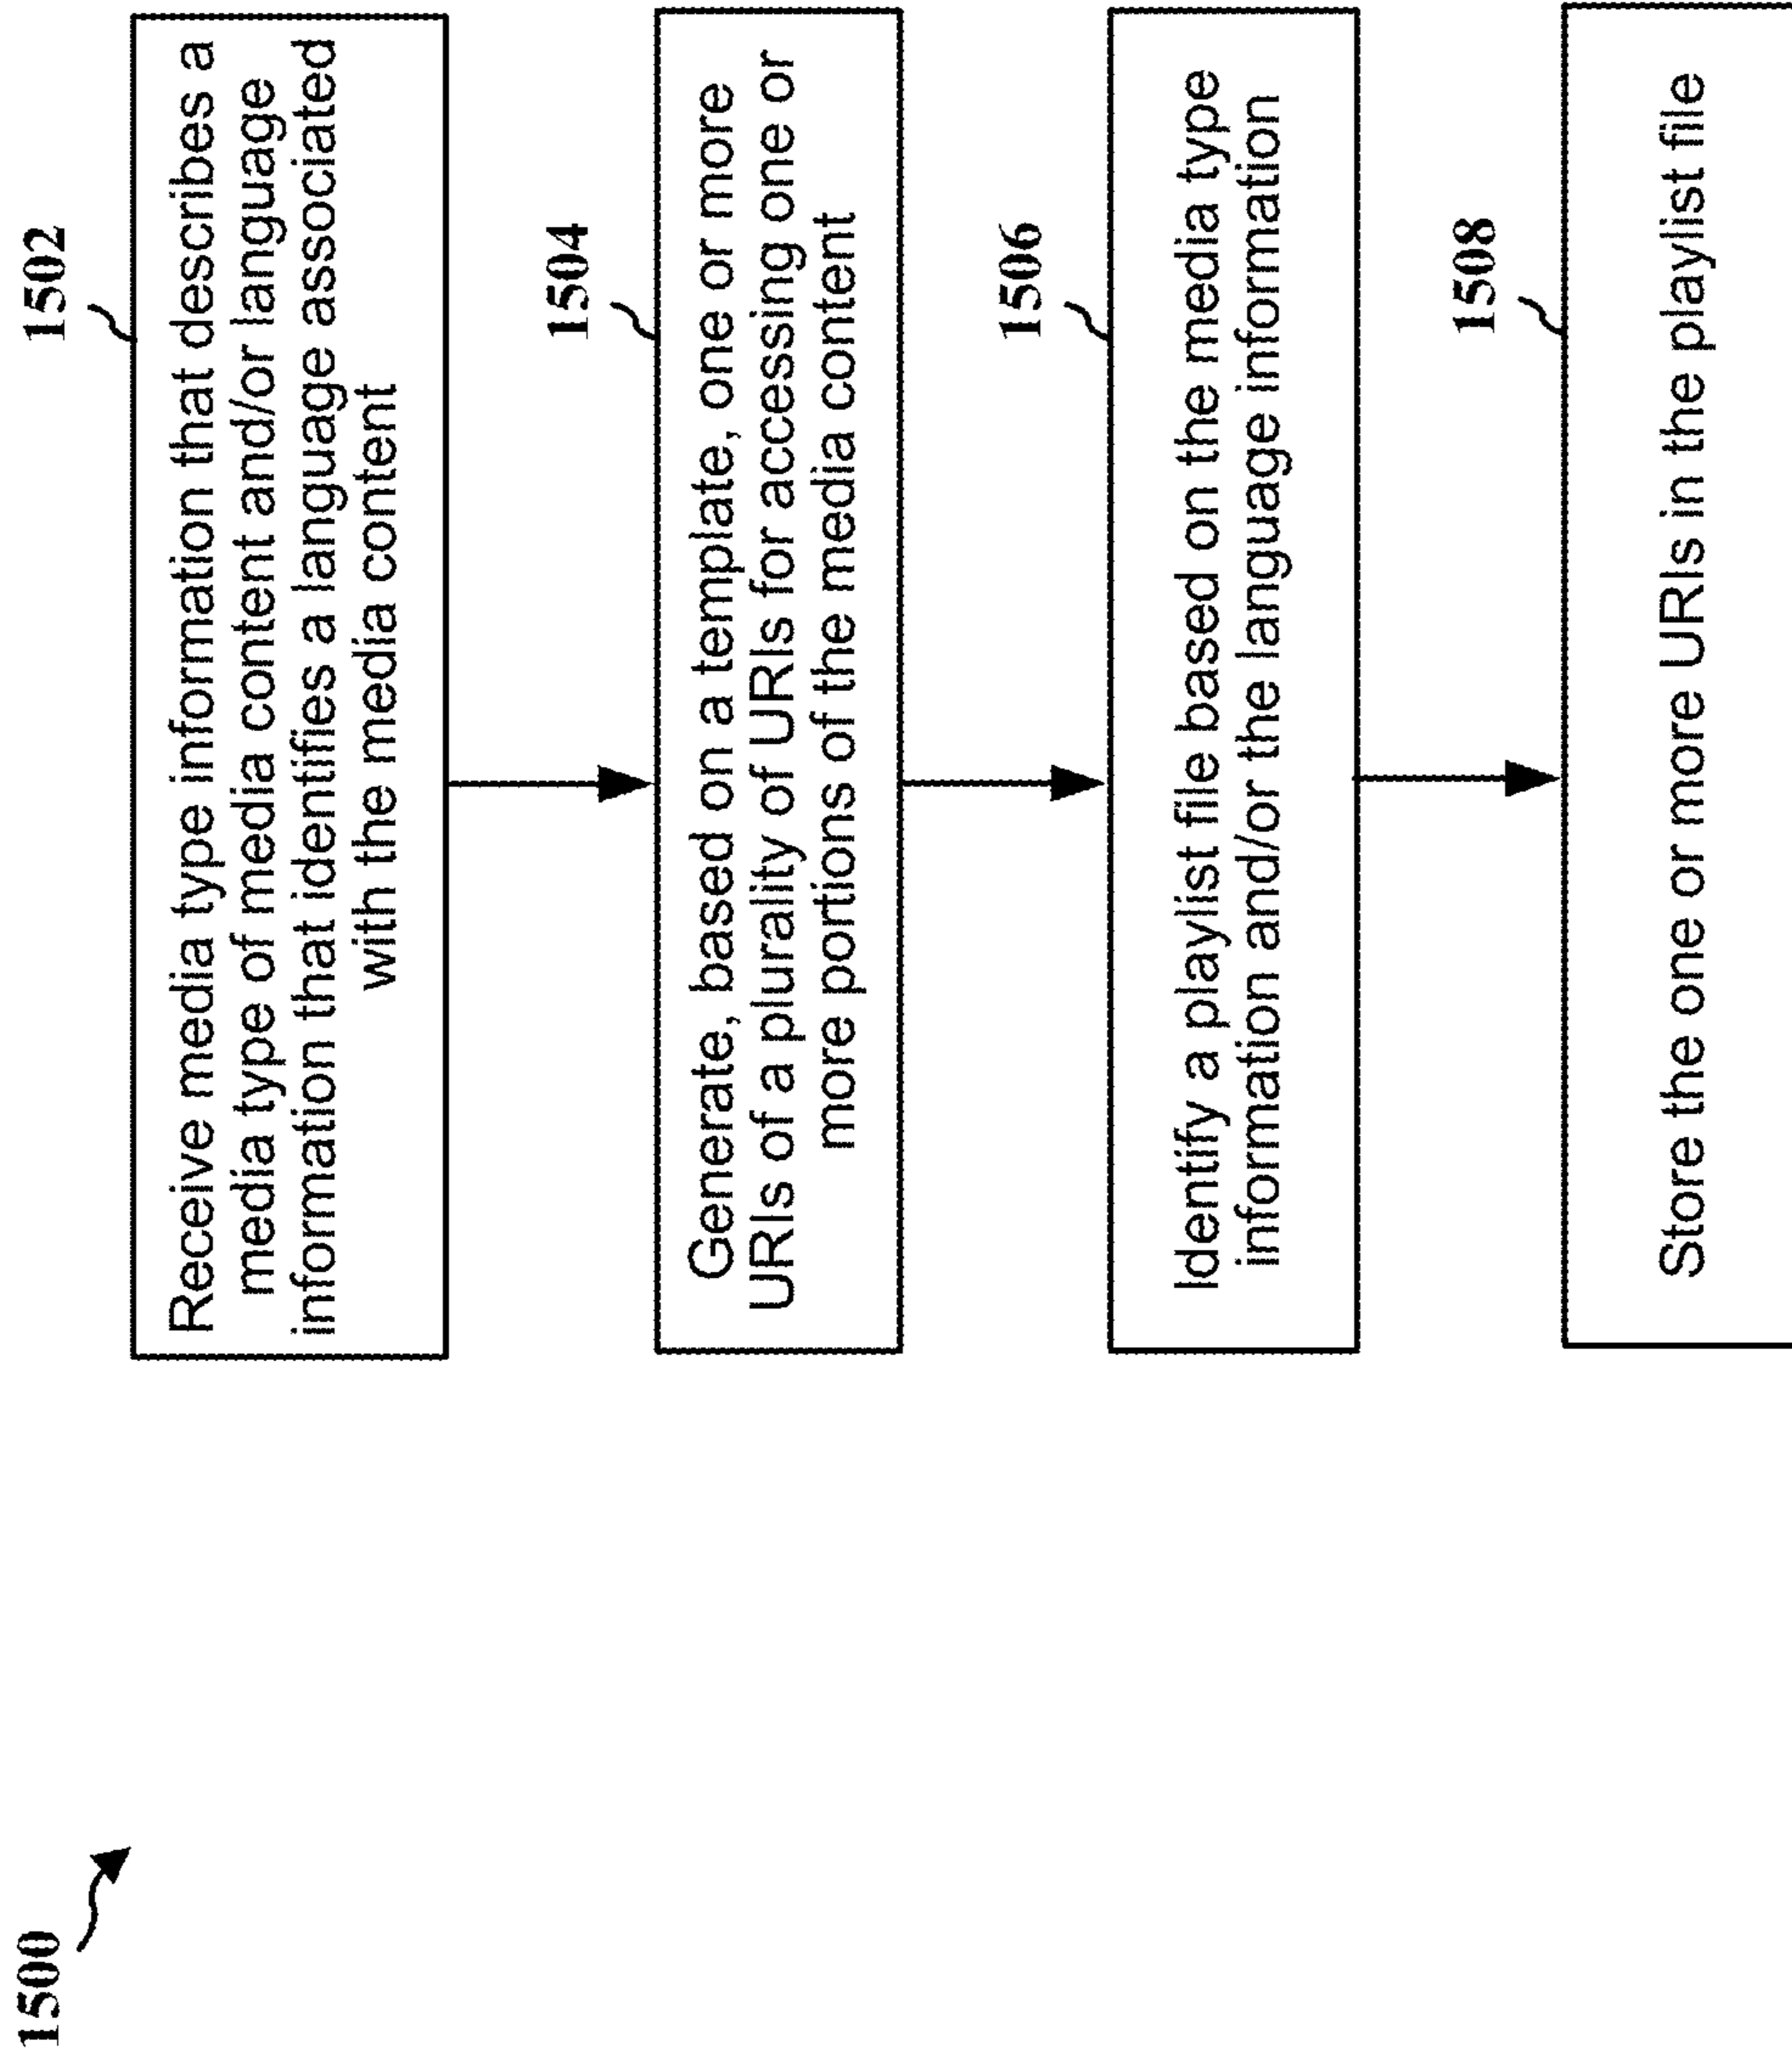 1500
1502
Receive media type information that describes a
media type of media content and/or language
information that identifies a language associated
with the media content
1504
Generate, based on a template, one or more
URIs of a plurality of URIs for accessing one or
more portions of the media content
1506
Identify a playlist file based on the media type
information and/or the language information
1508
Store the one or more URIs in the playlist file